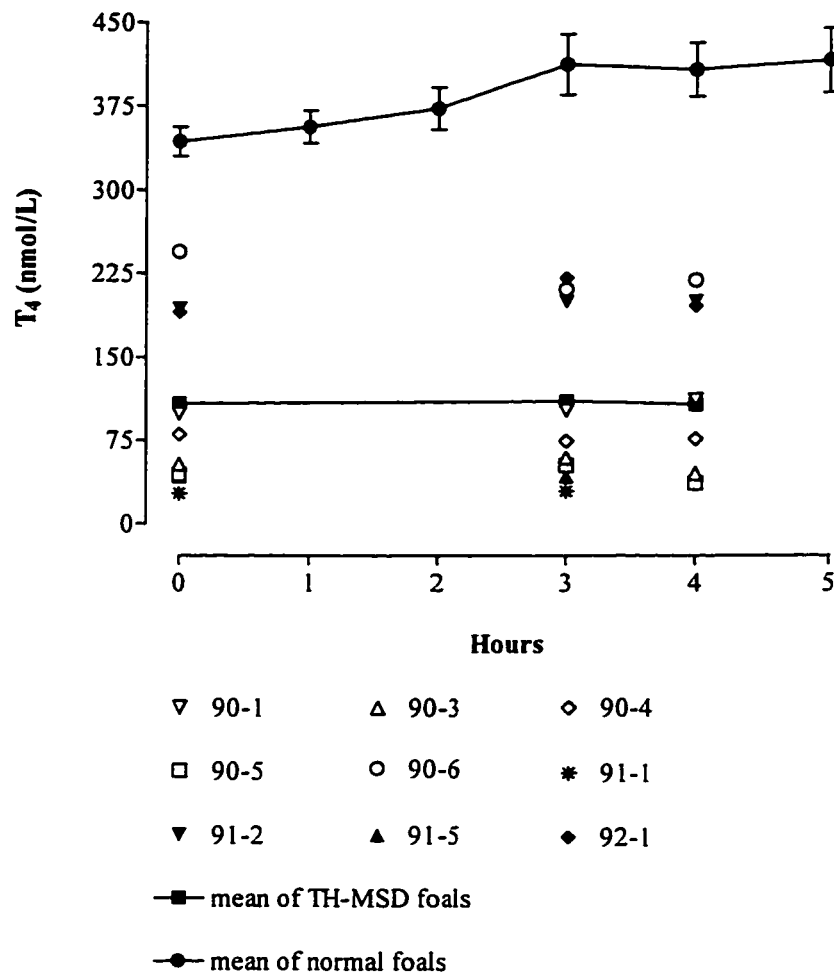 450
375
300
225
150
75
0
T4 (nmol/L)
0 1 2 3 4 5
Hours
90-1 90-3 90-4
90-5 90-6 91-1
91-2 91-5 92-1
mean of TH-MSD foals
mean of normal foals